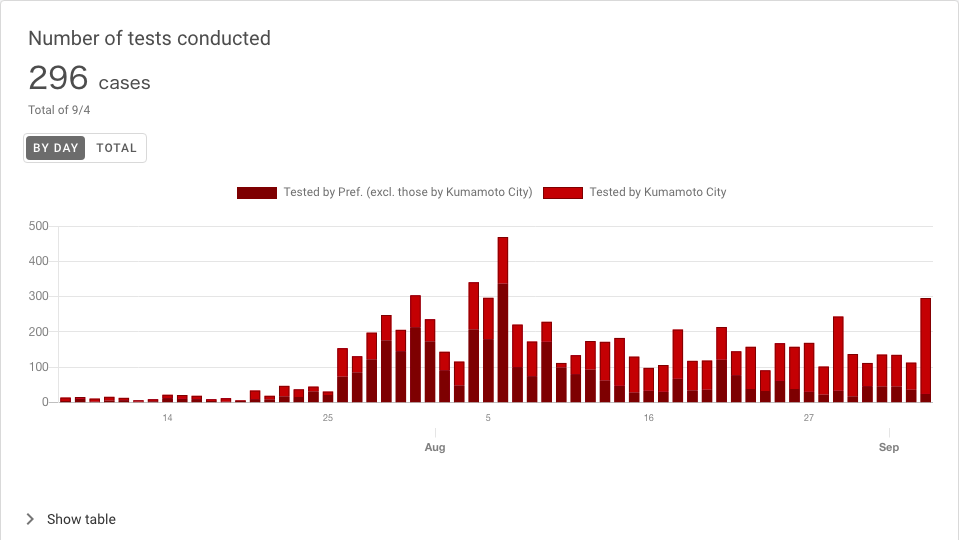 Number of tests conducted
296 cases
Total of 9/4
BY DAY TOTAL
Tested by Pref. (excl. those by Kumamoto City) Tested by Kumamoto City
500
400
300
200
100
0
14 25 5 16 27
Aug Sep
Show table